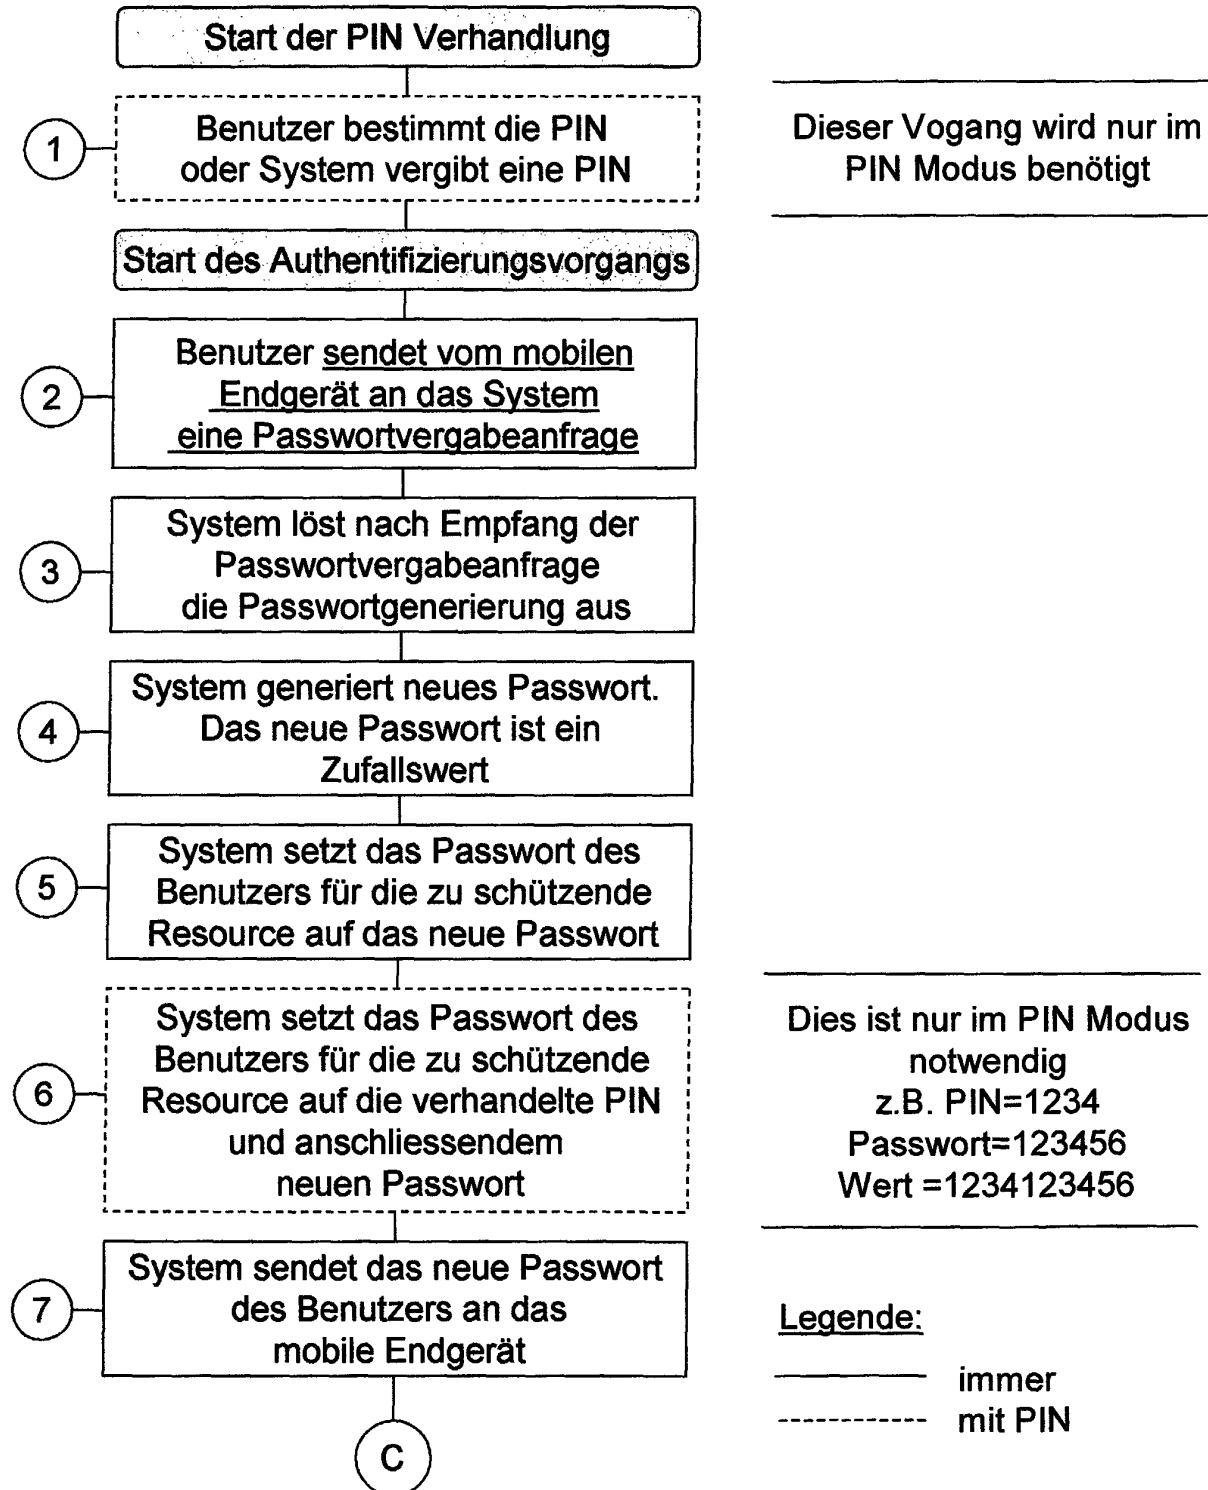 Start der PIN Verhandlung
1
Benutzer bestimmt die PIN
oder System vergibt eine PIN
Dieser Vogang wird nur im
PIN Modus benötigt
Start des Authentifizierungsvorgangs
2
Benutzer sendet vom mobilen
Endgerät an das System
eine Passwortvergabeanfrage
3
System löst nach Empfang der
Passwortvergabeanfrage
die Passwortgenerierung aus
4
System generiert neues Passwort.
Das neue Passwort ist ein
Zufallswert
5
System setzt das Passwort des
Benutzers für die zu schützende
Resource auf das neue Passwort
6
System setzt das Passwort des
Benutzers für die zu schützende
Resource auf die verhandelte PIN
und anschliessendem
neuen Passwort
Dies ist nur im PIN Modus
notwendig
z.B. PIN=1234
Passwort=123456
Wert =1234123456
7
System sendet das neue Passwort
des Benutzers an das
mobile Endgerät
Legende:
immer
mit PIN
C